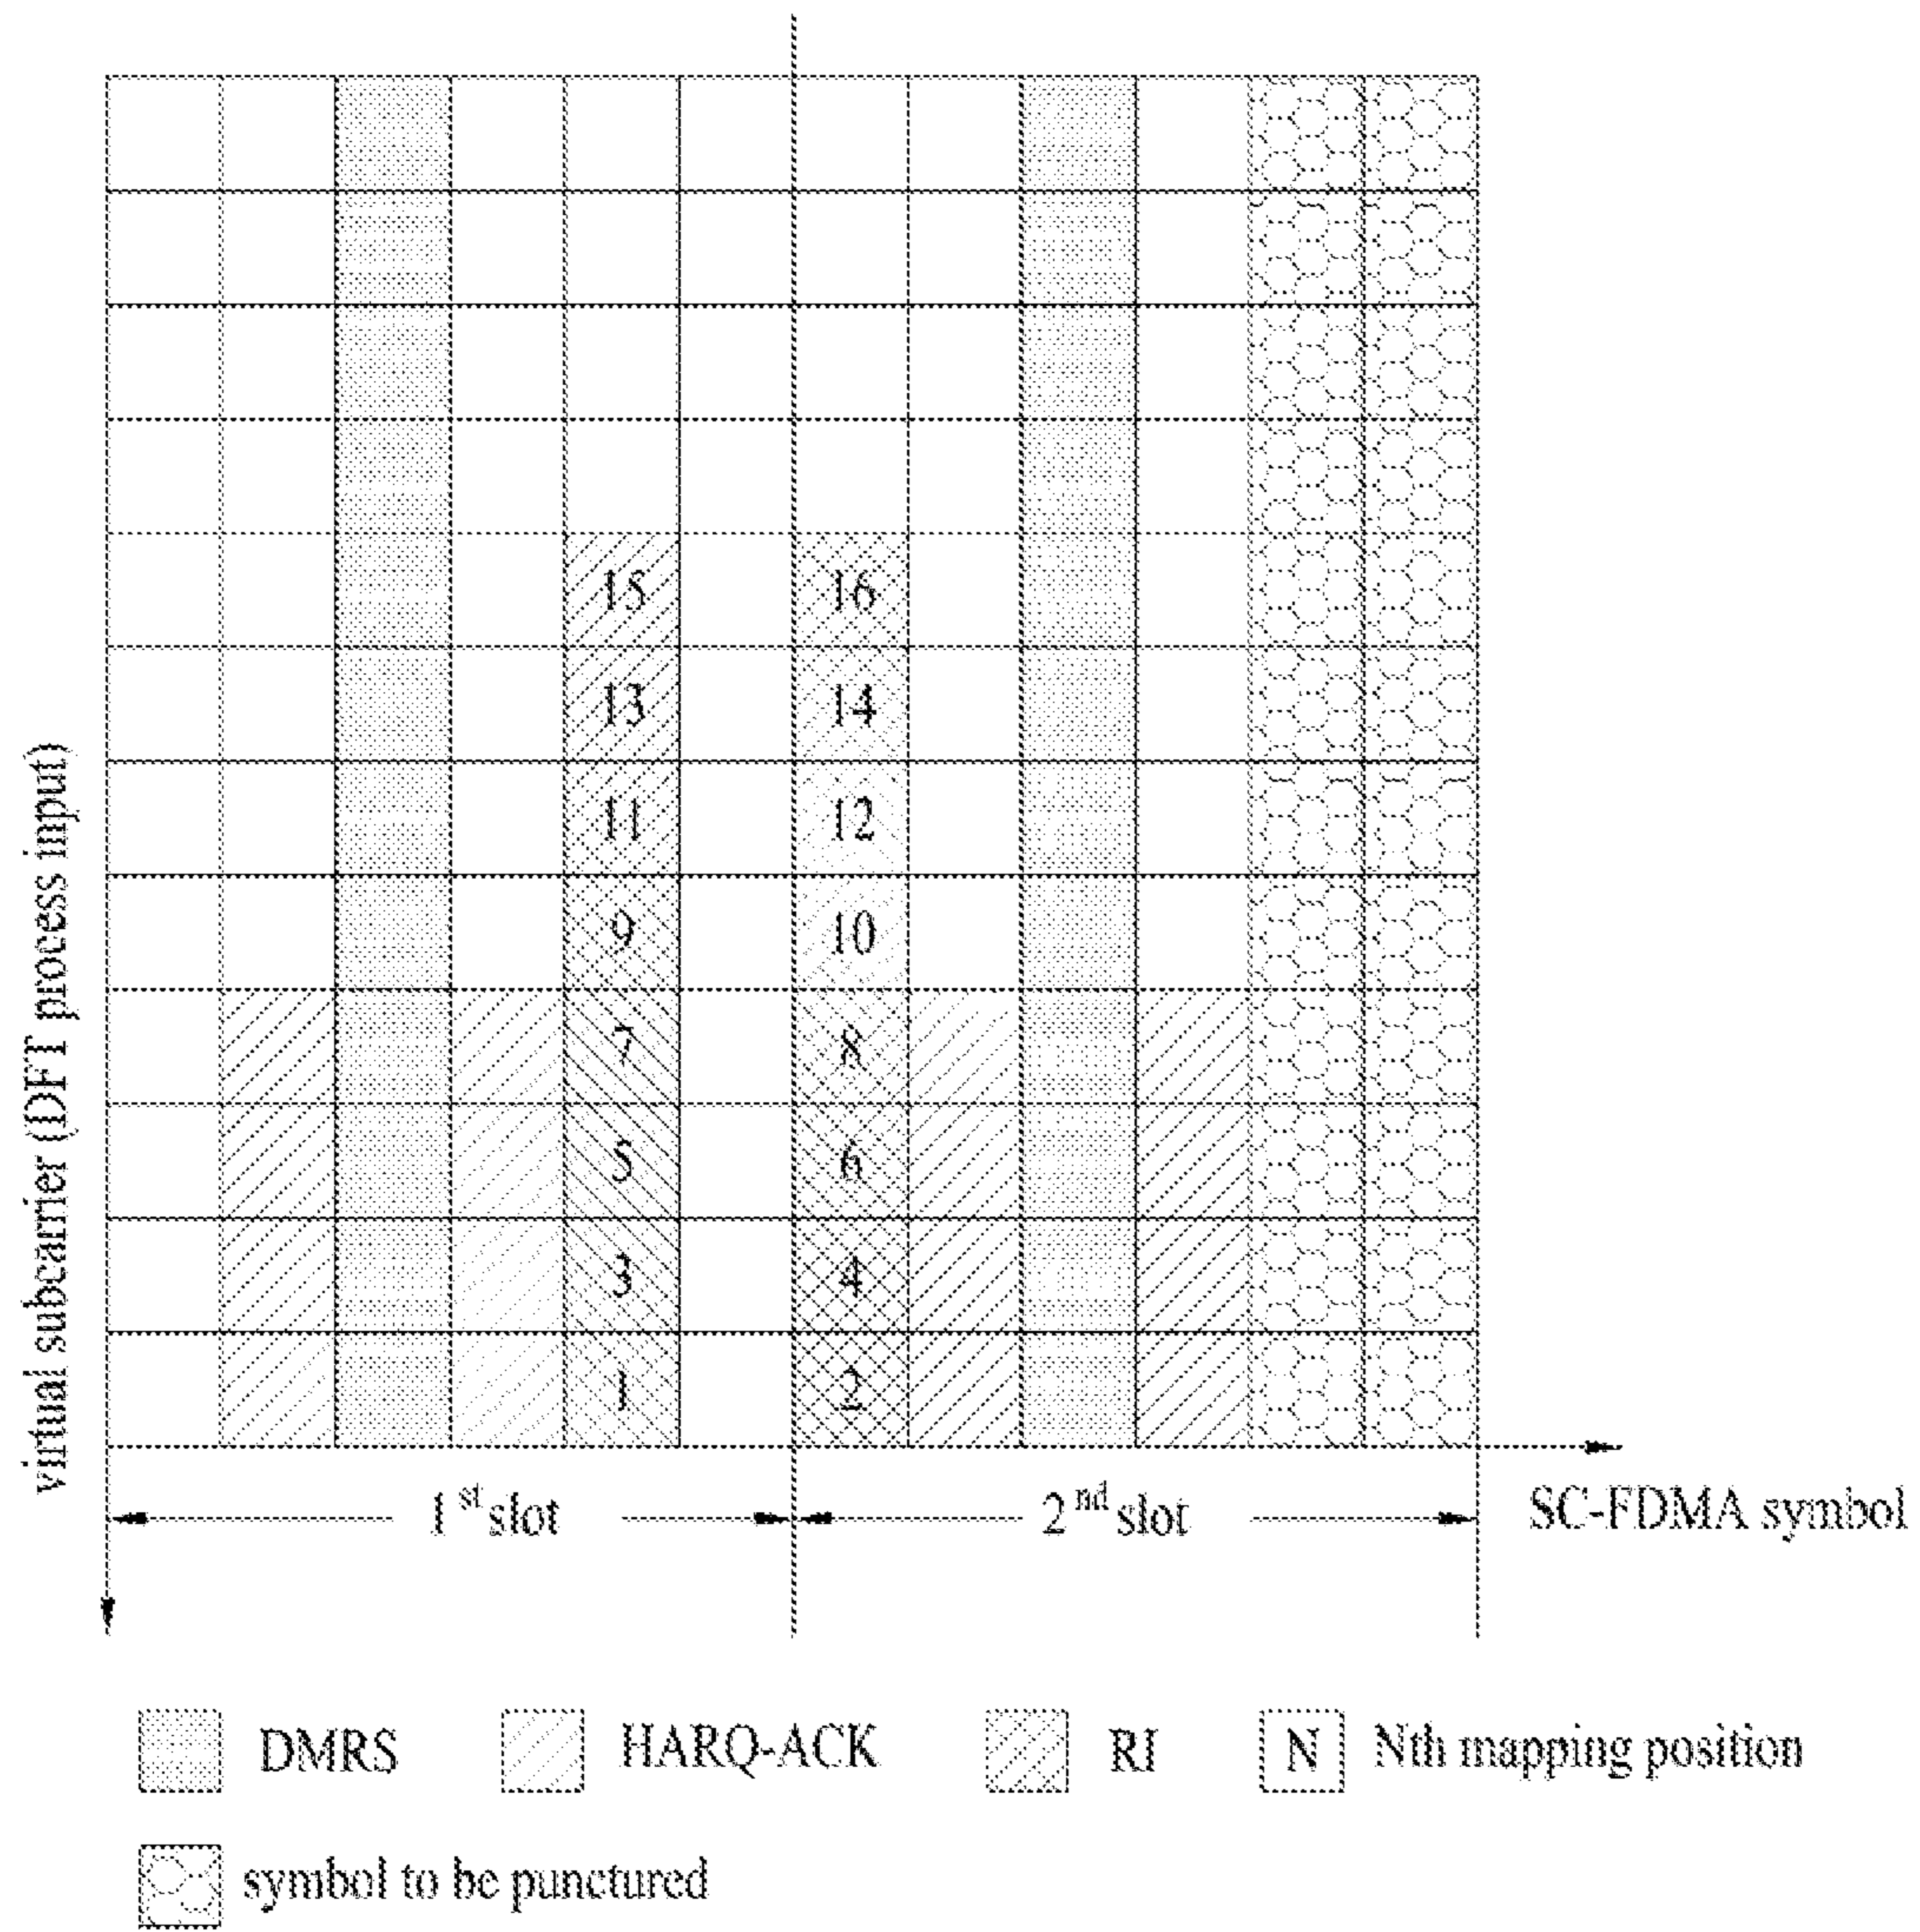 virtual subcarrier (DFT process input)
15 16
13 14
11 12
9 10
7 8
5 6
3 4
1 2
1st slot 2nd slot SC-FDMA symbol
DMRS HARQ-ACK RI N Nth mapping position
symbol to be punctured